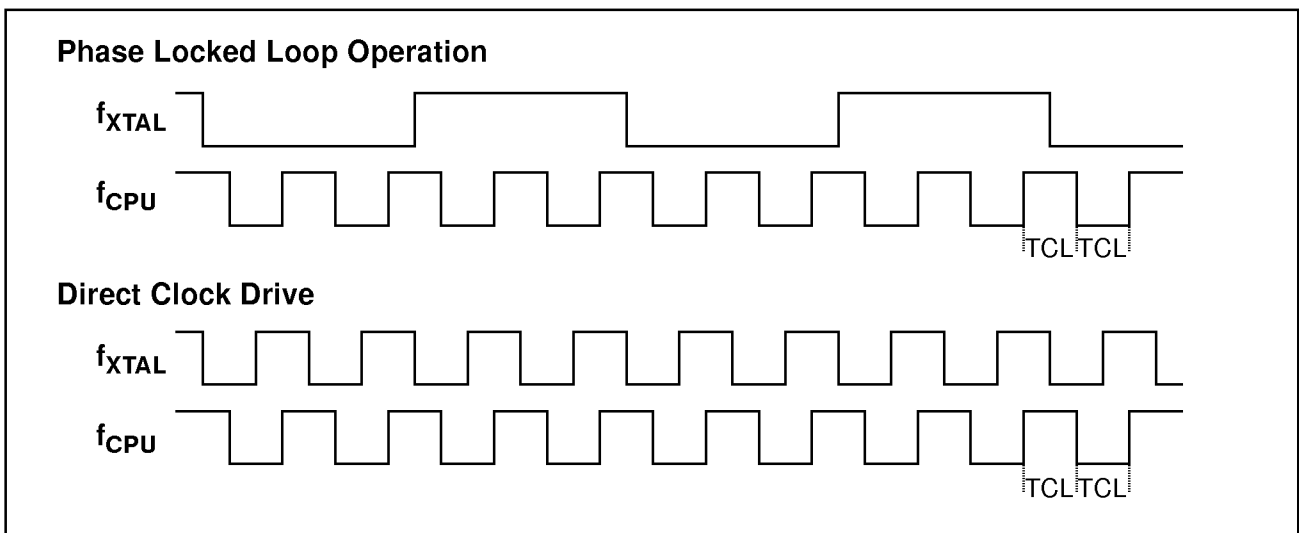 Phase Locked Loop Operation
fXTAL
fCPU
TCL TCL
Direct Clock Drive
fXTAL
fCPU
TCL TCL